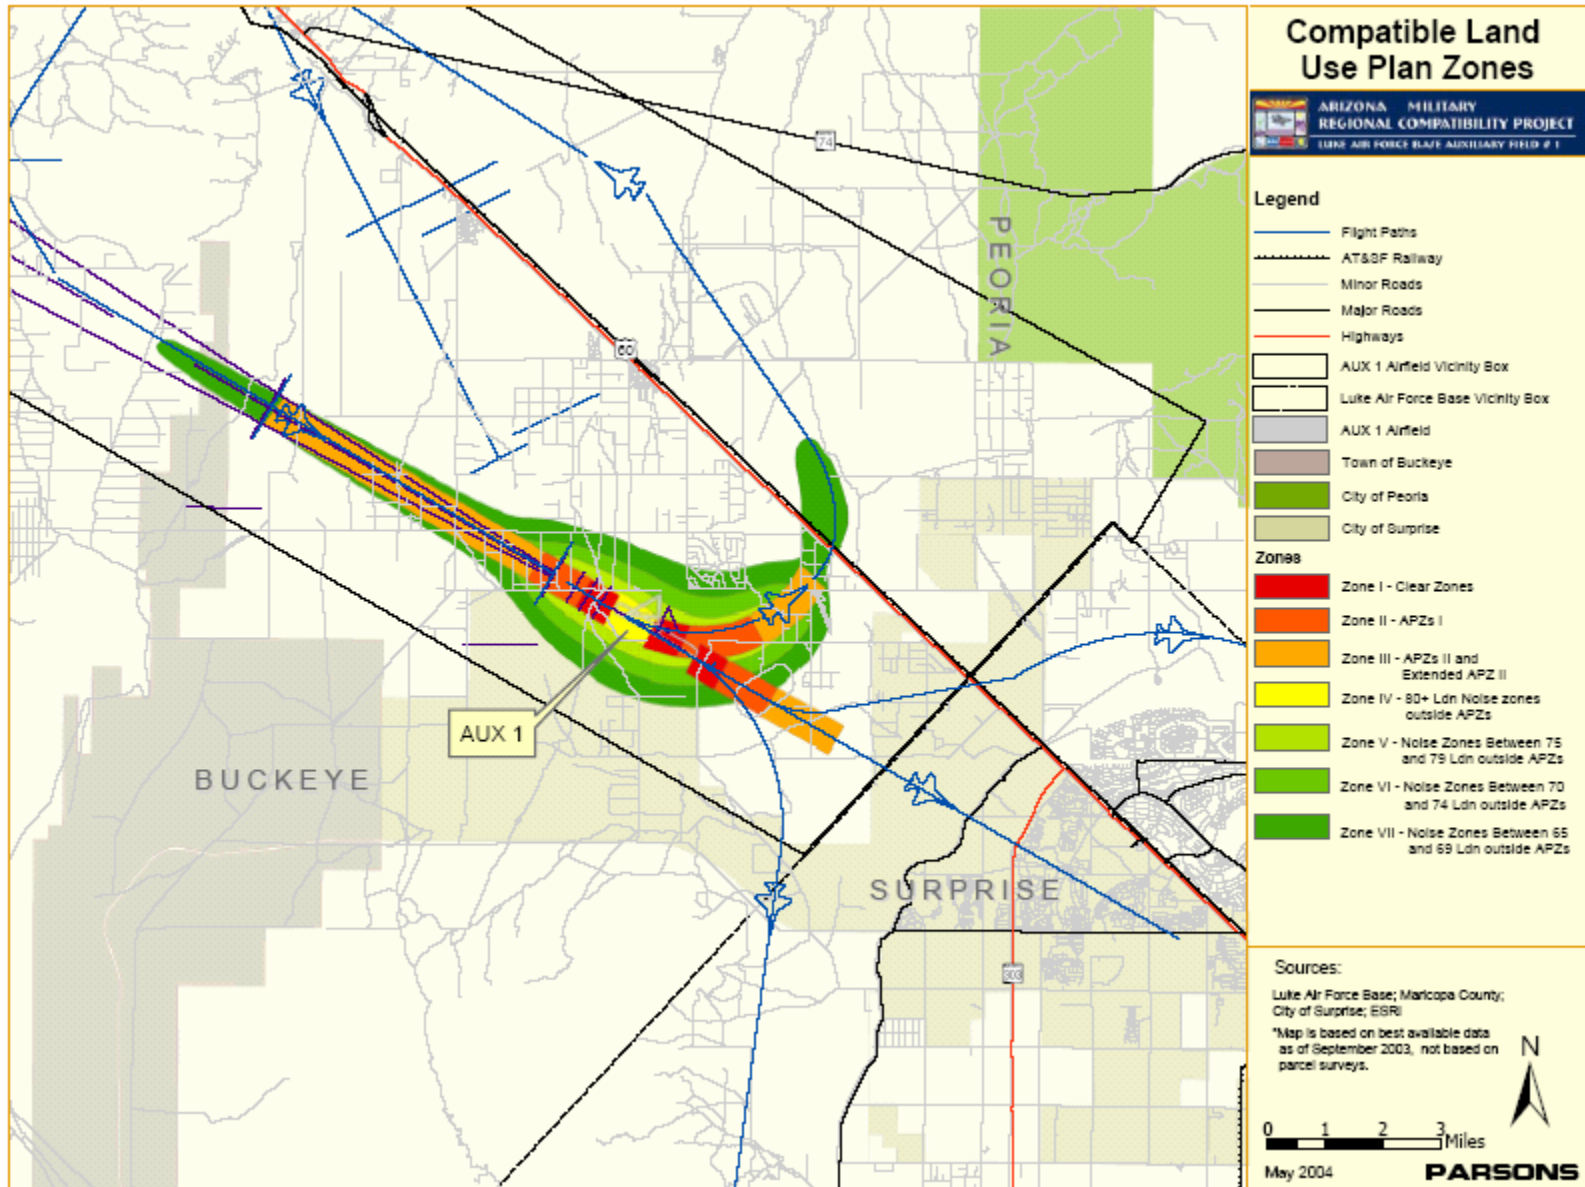 Compatible Land
Use Plan Zones
ARIZONA MILITARY
REGIONAL COMPATIBILITY PROJECT
LUKE AIR FORCE BASE AUXILIARY FIELD # 1
Legend
Flight Paths
AT&SF Railway
Minor Roads
Major Roads
Highways
AUX 1 Airfield Vicinity Box
Luke Air Force Base Vicinity Box
AUX 1 Airfield
Town of Buckeye
City of Peoria
City of Surprise
Zones
Zone I - Clear Zones
Zone II - APZs I
Zone III - APZs II and
Extended APZ II
Zone IV - 80+ Ldn Noise zones
outside APZs
Zone V - Noise Zones Between 75
and 79 Ldn outside APZs
Zone VI - Noise Zones Between 70
and 74 Ldn outside APZs
Zone VII - Noise Zones Between 65
and 69 Ldn outside APZs
Sources:
Luke Air Force Base; Maricopa County;
City of Surprise; ESRI
*Map is based on best available data
as of September 2003, not based on
parcel surveys.
N
0 1 2 3 Miles
May 2004
PARSONS
74
PEORIA
60
AUX 1
BUCKEYE
SURPRISE
303